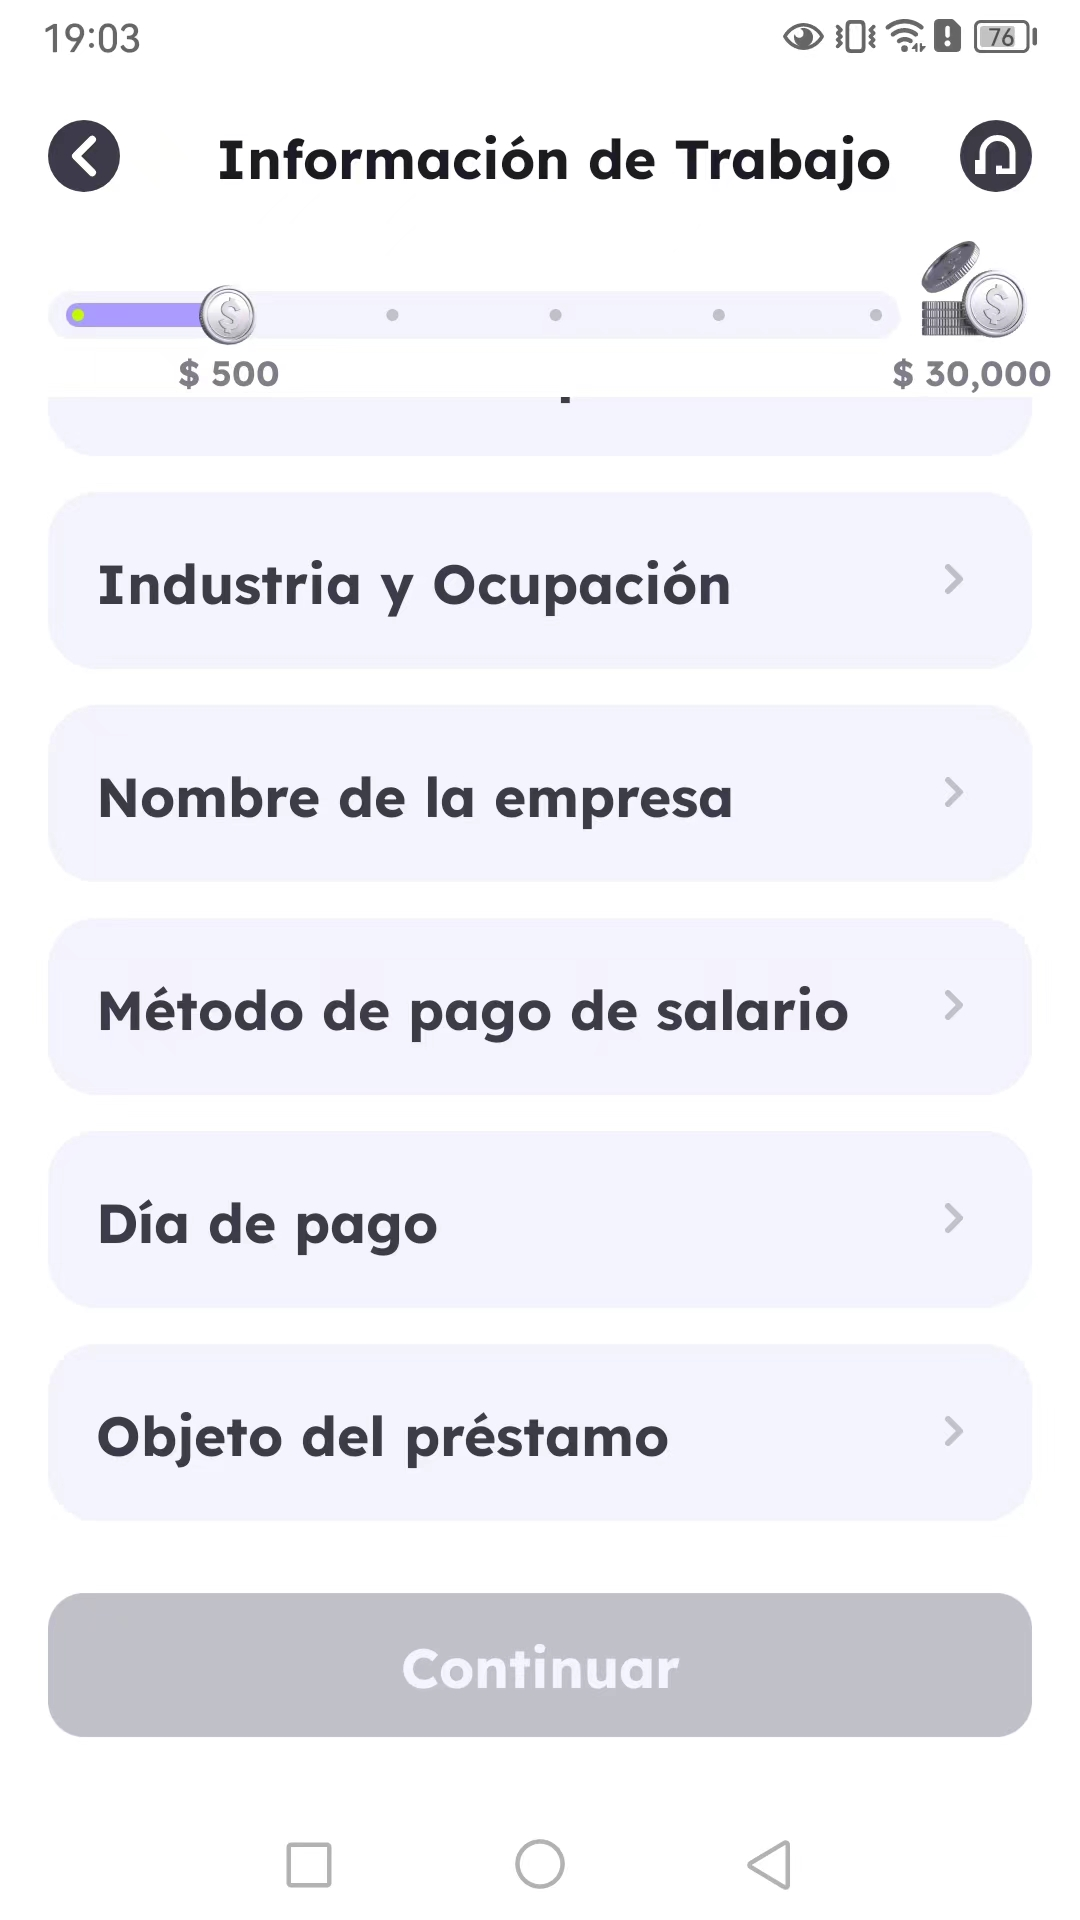 19:03
76
Información de Trabajo
$ 500
$ 30,000
Industria y Ocupación
Nombre de la empresa
Método de pago de salario
Día de pago
Objeto del préstamo
Continuar